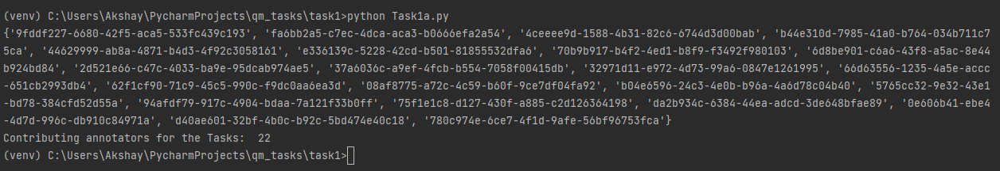 (venv) C:\Users\Akshay\PycharmProjects\qm_tasks\task1>python Task1a.py
{'9fddf227-6680-42f5-aca5-533fc439c193', 'fa6bb2a5-c7ec-4dca-aca3-b0666efa2a54', '4ceeee9d-1588-4b31-82c6-6744d3d00bab', 'b44e310d-7985-41a0-b764-034b711c7
5ca', '44629999-ab8a-4871-b4d3-4f92c3058161', 'e336139c-5228-42cd-b501-81855532dfa6', '70b9b917-b4f2-4ed1-b8f9-f3492f980103', '6d8be901-c6a6-43f8-a5ac-8e44
b924bd84', '2d521e66-c47c-4033-ba9e-95dcab974ae5', '37a6036c-a9ef-4fcb-b554-7058f00415db', '32971d11-e972-4d73-99a6-0847e1261995', '66d63556-1235-4a5e-accc
-651cb2993db4', '62f1cf90-71c9-45c5-990c-f9dc0aa6ea3d', '08af8775-a72c-4c59-b60f-9ce7df04fa92', 'b04e6596-24c3-4e0b-b96a-4a6d78c04b40', '5765cc32-9e32-43e1
-bd78-384cfd52d55a', '94afdf79-917c-4904-bdaa-7a121f33b0ff', '75f1e1c8-d127-430f-a885-c2d126364198', 'da2b934c-6384-44ea-adcd-3de648bfae89', '0e606b41-ebe4
-4d7d-996c-db910c84971a', 'd40ae601-32bf-4b0c-b92c-5bd474e40c18', '780c974e-6ce7-4f1d-9afe-56bf96753fca'}
Contributing annotators for the Tasks:  22
(venv) C:\Users\Akshay\PycharmProjects\qm_tasks\task1>